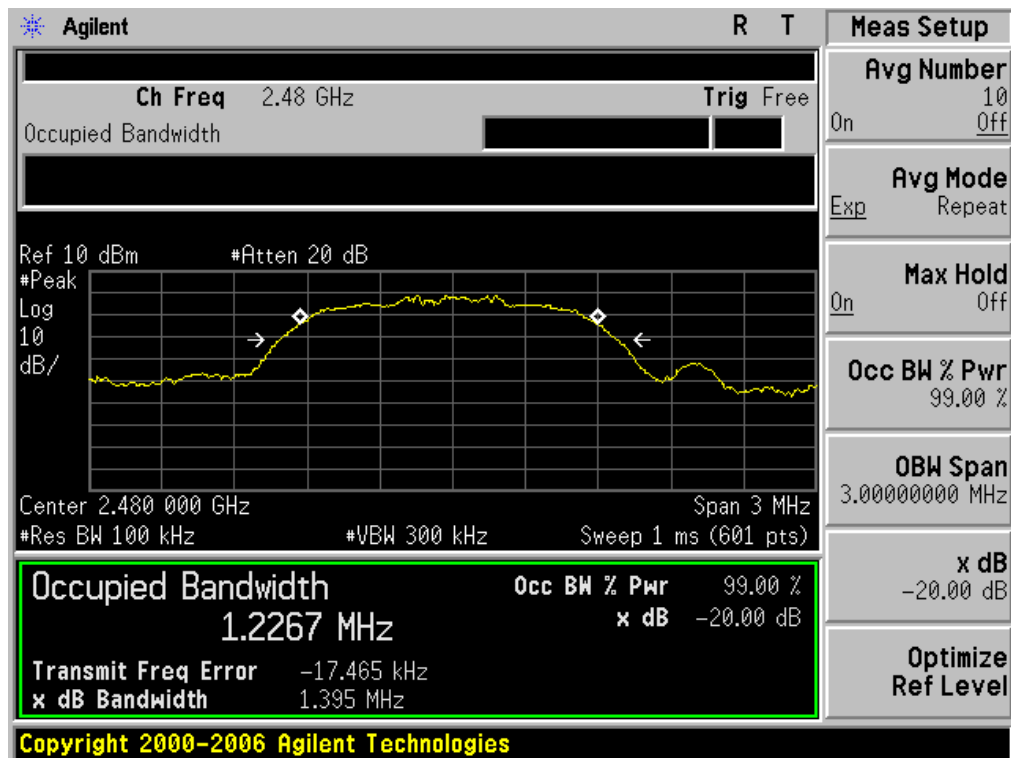 Agilent R T
Ch Freq 2.48 GHz Trig Free
Occupied Bandwidth
Ref 10 dBm #Atten 20 dB
#Peak
Log
10
dB/
Center 2.480 000 GHz Span 3 MHz
#Res BW 100 kHz #VBW 300 kHz Sweep 1 ms (601 pts)
Occupied Bandwidth Occ BW % Pwr 99.00 %
1.2267 MHz x dB -20.00 dB
Transmit Freq Error -17.465 kHz
x dB Bandwidth 1.395 MHz
Copyright 2000-2006 Agilent Technologies
Meas Setup
Avg Number
10
On Off
Avg Mode
Exp Repeat
Max Hold
On Off
Occ BW % Pwr
99.00 %
OBW Span
3.00000000 MHz
x dB
-20.00 dB
Optimize
Ref Level